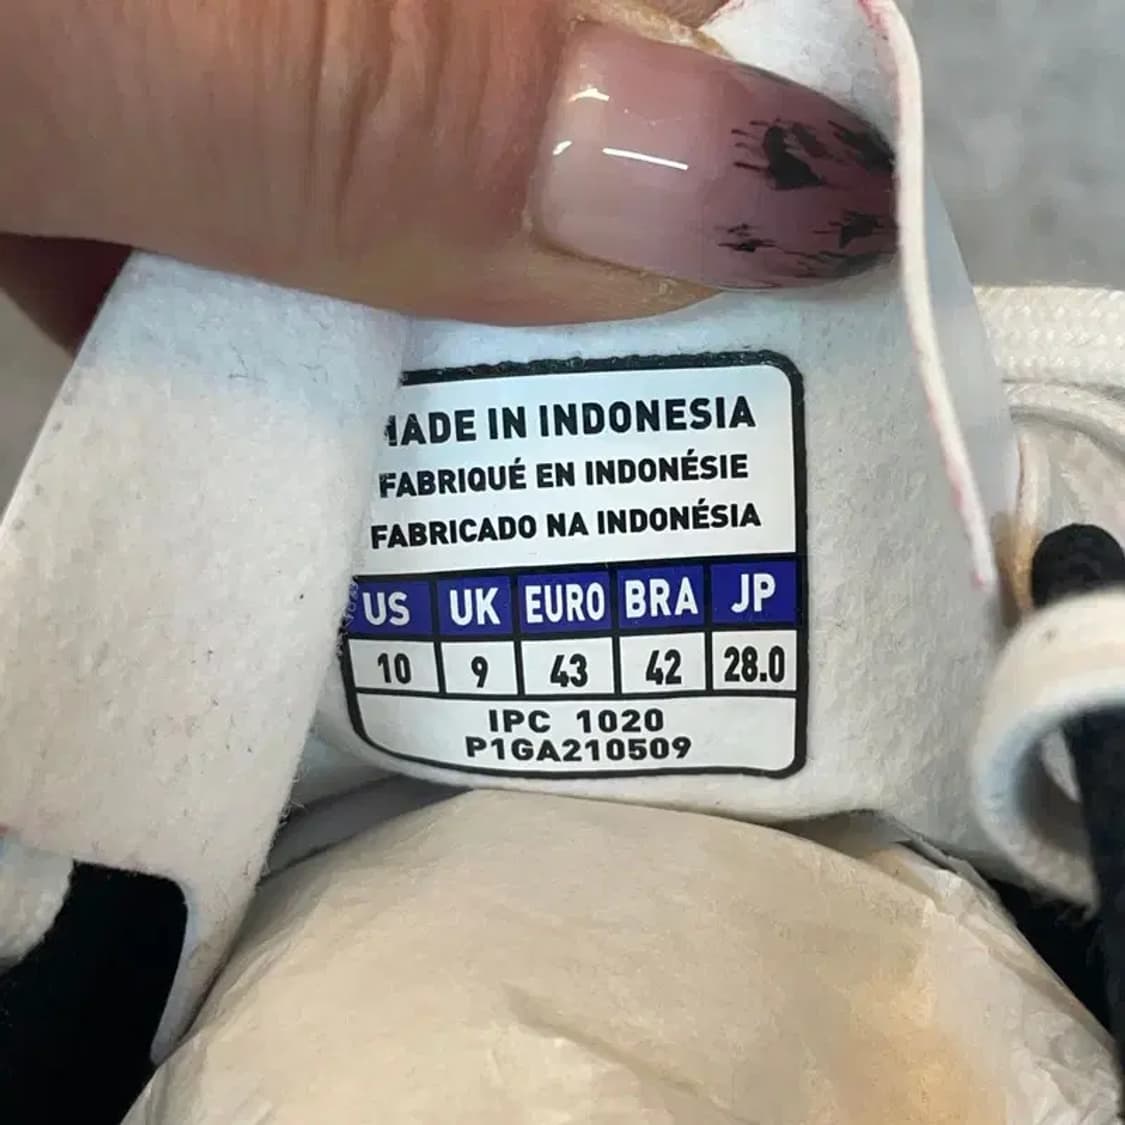 MADE IN INDONESIA
FABRIQUÉ EN INDONÉSIE
FABRICADO NA INDONÉSIA
US UK EURO BRA JP
10 9 43 42 28.0
IPC 1020
P1GA210509